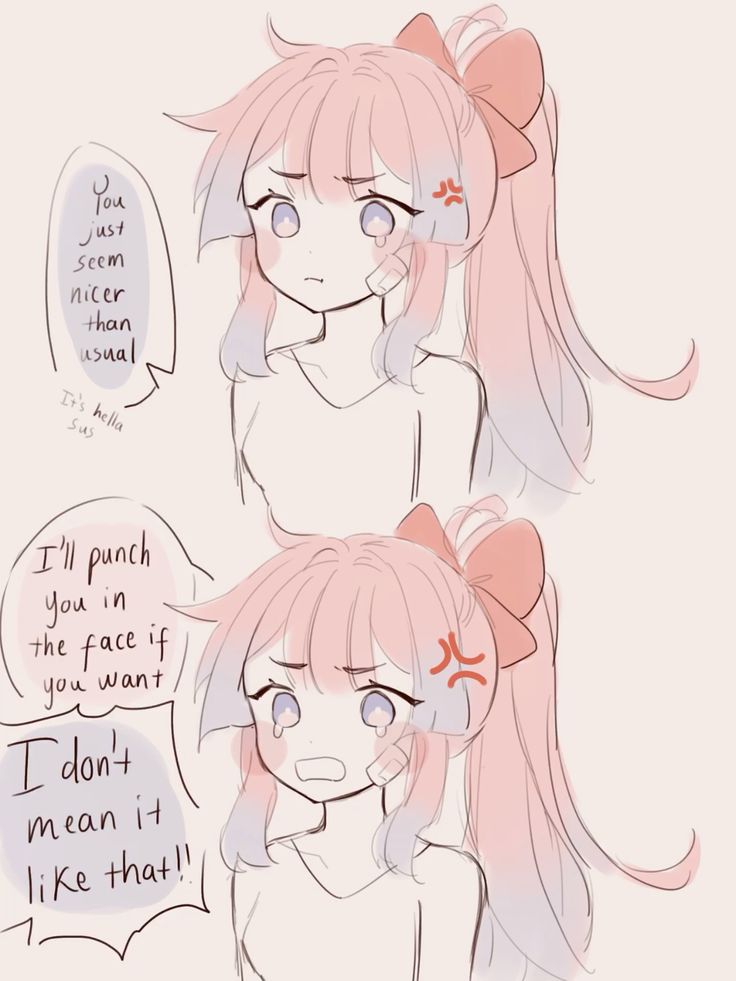 You
just
seem
nicer
than
usual
It's hella
sus
I'll punch
you in
the face if
you want
I don't
mean it
like that!!